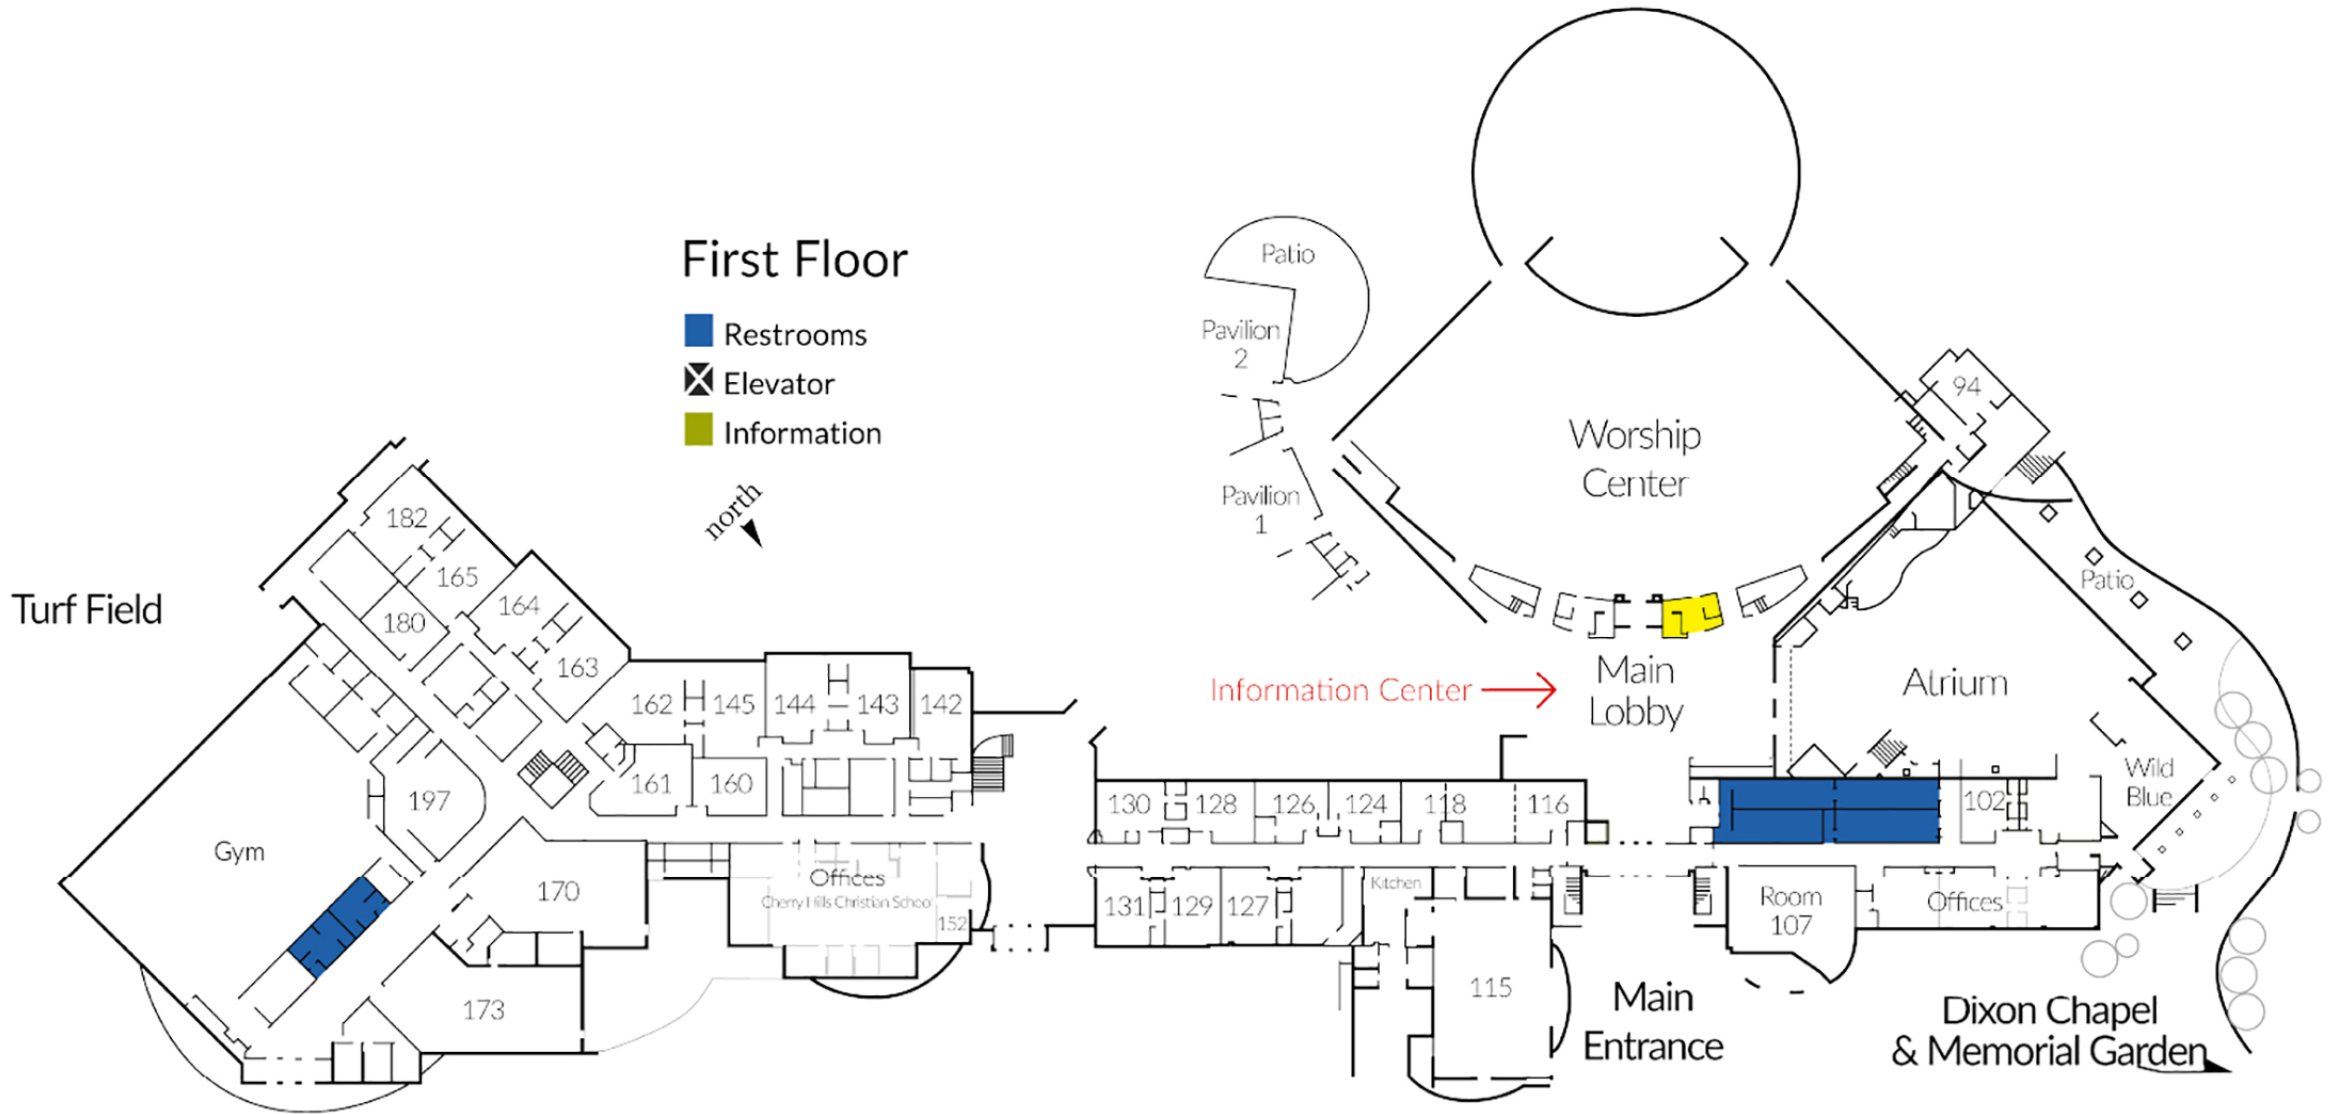 First Floor
Restrooms
Elevator
Information
north
Patio
Pavilion
2
Pavilion
1
Worship
Center
94
Patio
Turf Field
182
165
180
164
163
162
145
144
143
142
161
160
197
Gym
170
173
Offices
Cherry Hills Christian School
152
Information Center
Main
Lobby
Atrium
Wild
Blue
130
128
126
124
118
116
102
131
129
127
Kitchen
115
Room
107
Offices
Main
Entrance
Dixon Chapel
& Memorial Garden